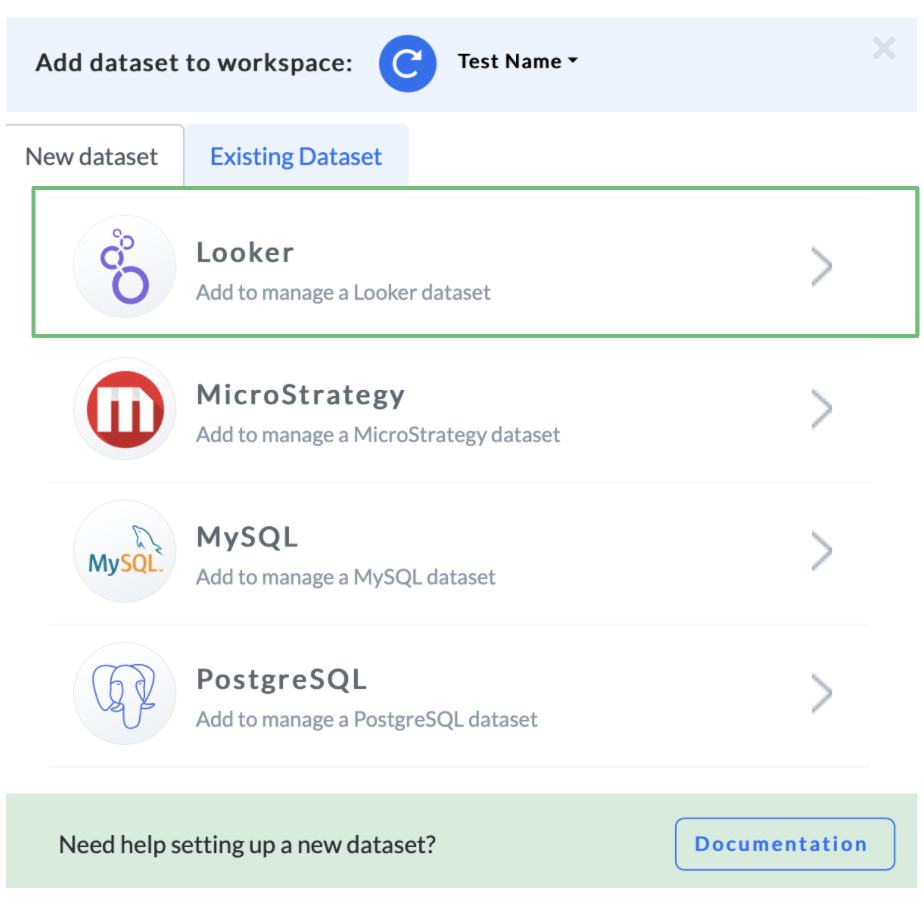 Add dataset to workspace: Test Name
New dataset Existing Dataset
Looker
Add to manage a Looker dataset
MicroStrategy
Add to manage a MicroStrategy dataset
MySQL
MySQL
Add to manage a MySQL dataset
PostgreSQL
Add to manage a PostgreSQL dataset
Need help setting up a new dataset? Documentation